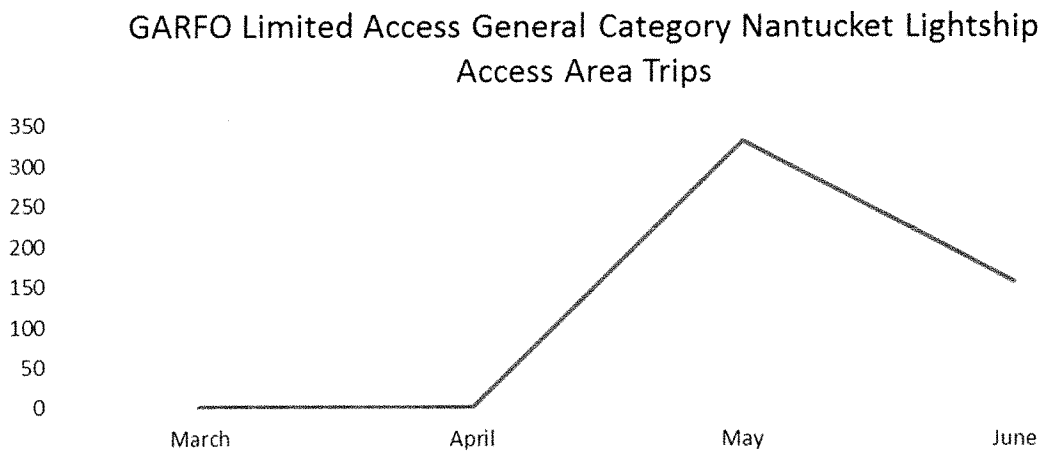 GARFO Limited Access General Category Nantucket Lightship
Access Area Trips
350
300
250
200
150
100
50
0
March April May June